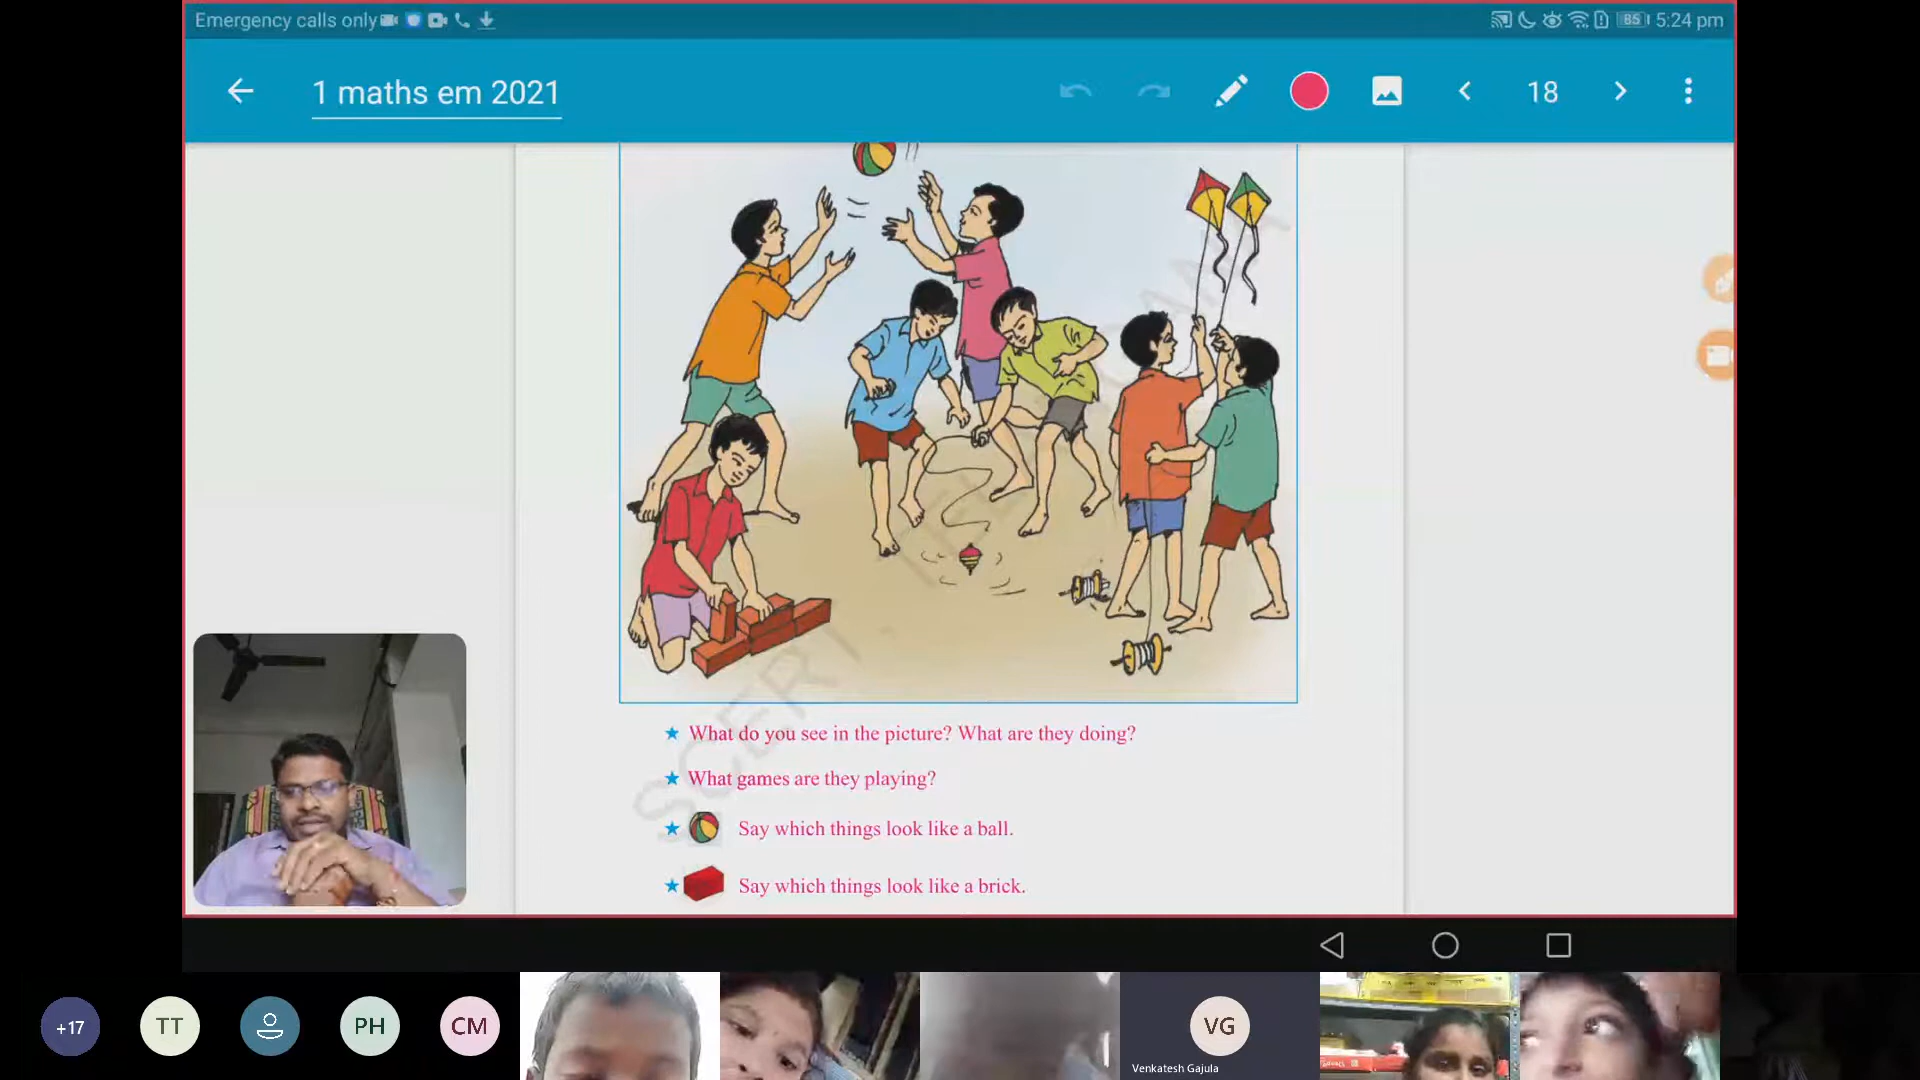 Emergency calls only
85
5:24 pm
1 maths em 2021
18
What do you see in the picture? What are they doing?
What games are they playing?
Say which things look like a ball.
Say which things look like a brick.
SCERT
+17
TT
PH
CM
VG
Venkatesh Gajula